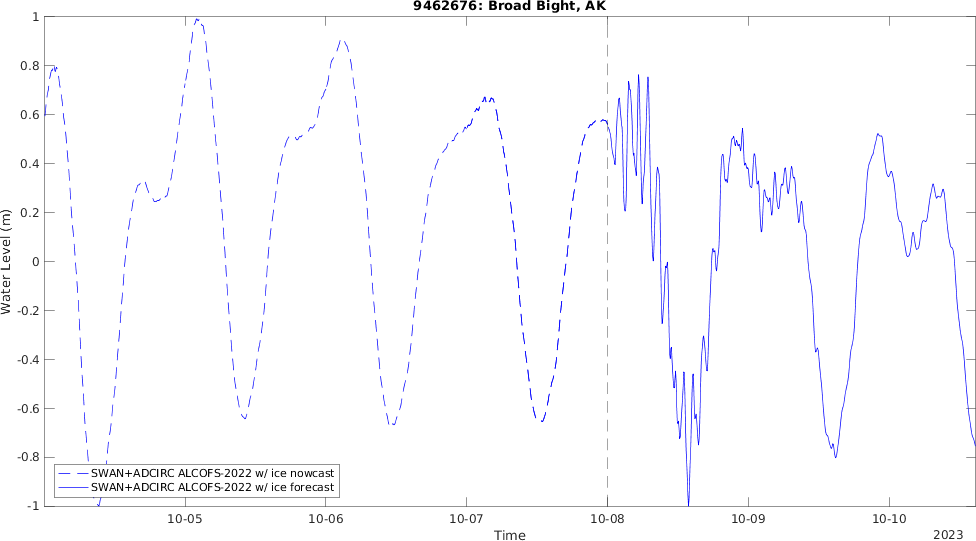 9462676: Broad Bight, AK
1
0.8
0.6
0.4
0.2
0
-0.2
-0.4
-0.6
-0.8
-1
Water Level (m)
SWAN+ADCIRC ALCOFS-2022 w/ ice nowcast
SWAN+ADCIRC ALCOFS-2022 w/ ice forecast
10-05 10-06 10-07 10-08 10-09 10-10
Time
2023